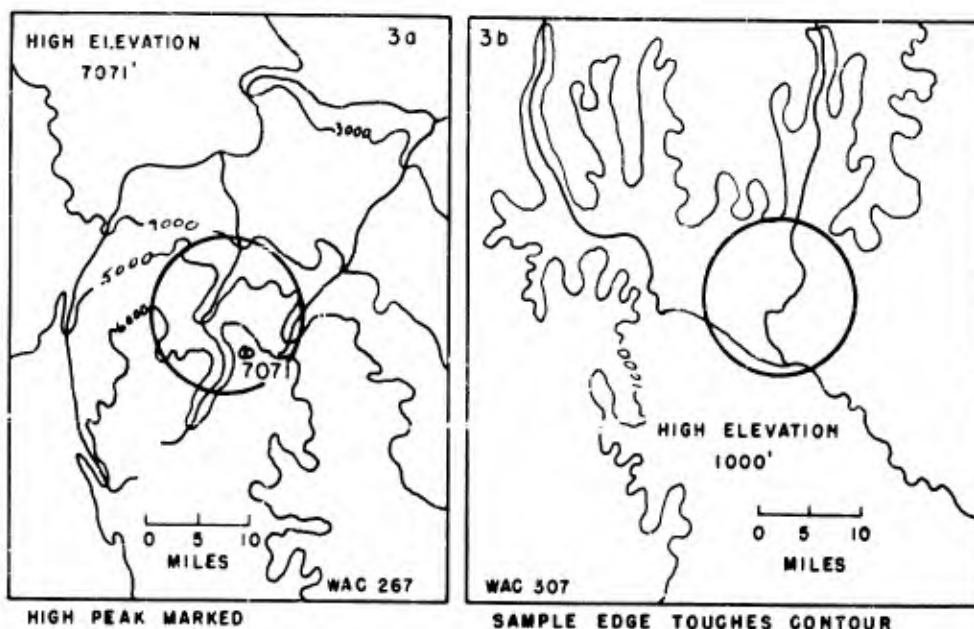 3a
HIGH ELEVATION
7071'
3000
4000
5000
6000
7071
0 5 10
MILES
WAC 267
HIGH PEAK MARKED
3b
1000
HIGH ELEVATION
1000'
0 5 10
MILES
WAC 307
SAMPLE EDGE TOUCHES CONTOUR